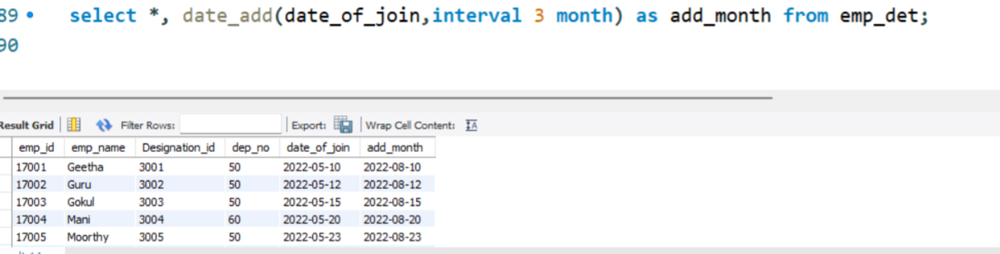 89 select *, date_add(date_of_join,interval 3 month) as add_month from emp_det;
90
Result Grid Filter Rows: Export: Wrap Cell Content: IA
emp_id emp_name Designation_id dep_no date_of_join add_month
17001 Geetha 3001 50 2022-05-10 2022-08-10
17002 Guru 3002 50 2022-05-12 2022-08-12
17003 Gokul 3003 50 2022-05-15 2022-08-15
17004 Mani 3004 60 2022-05-20 2022-08-20
17005 Moorthy 3005 50 2022-05-23 2022-08-23